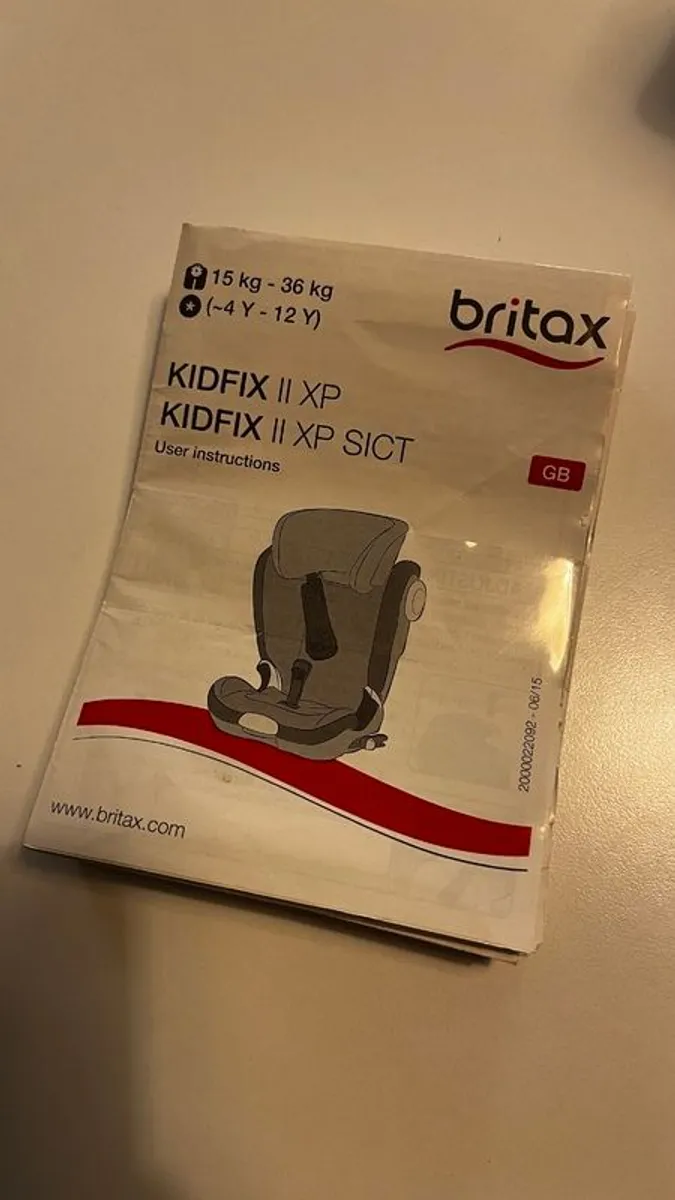 15 kg - 36 kg
(~4 Y - 12 Y)
britax
KIDFIX II XP
KIDFIX II XP SICT
User instructions
GB
2000022092 - 06/15
www.britax.com